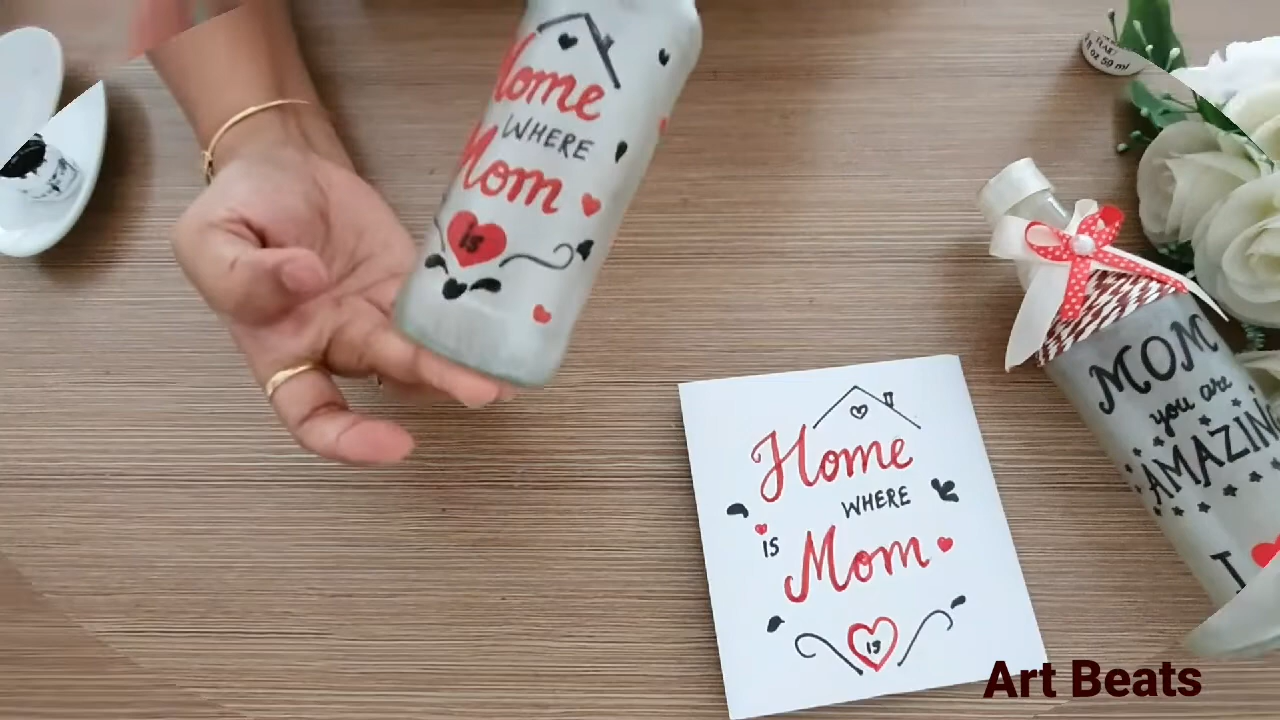 Home
WHERE
Mom
is
Home
WHERE
IS
Mom
is
MOM
you are
AMAZING
I
Art Beats